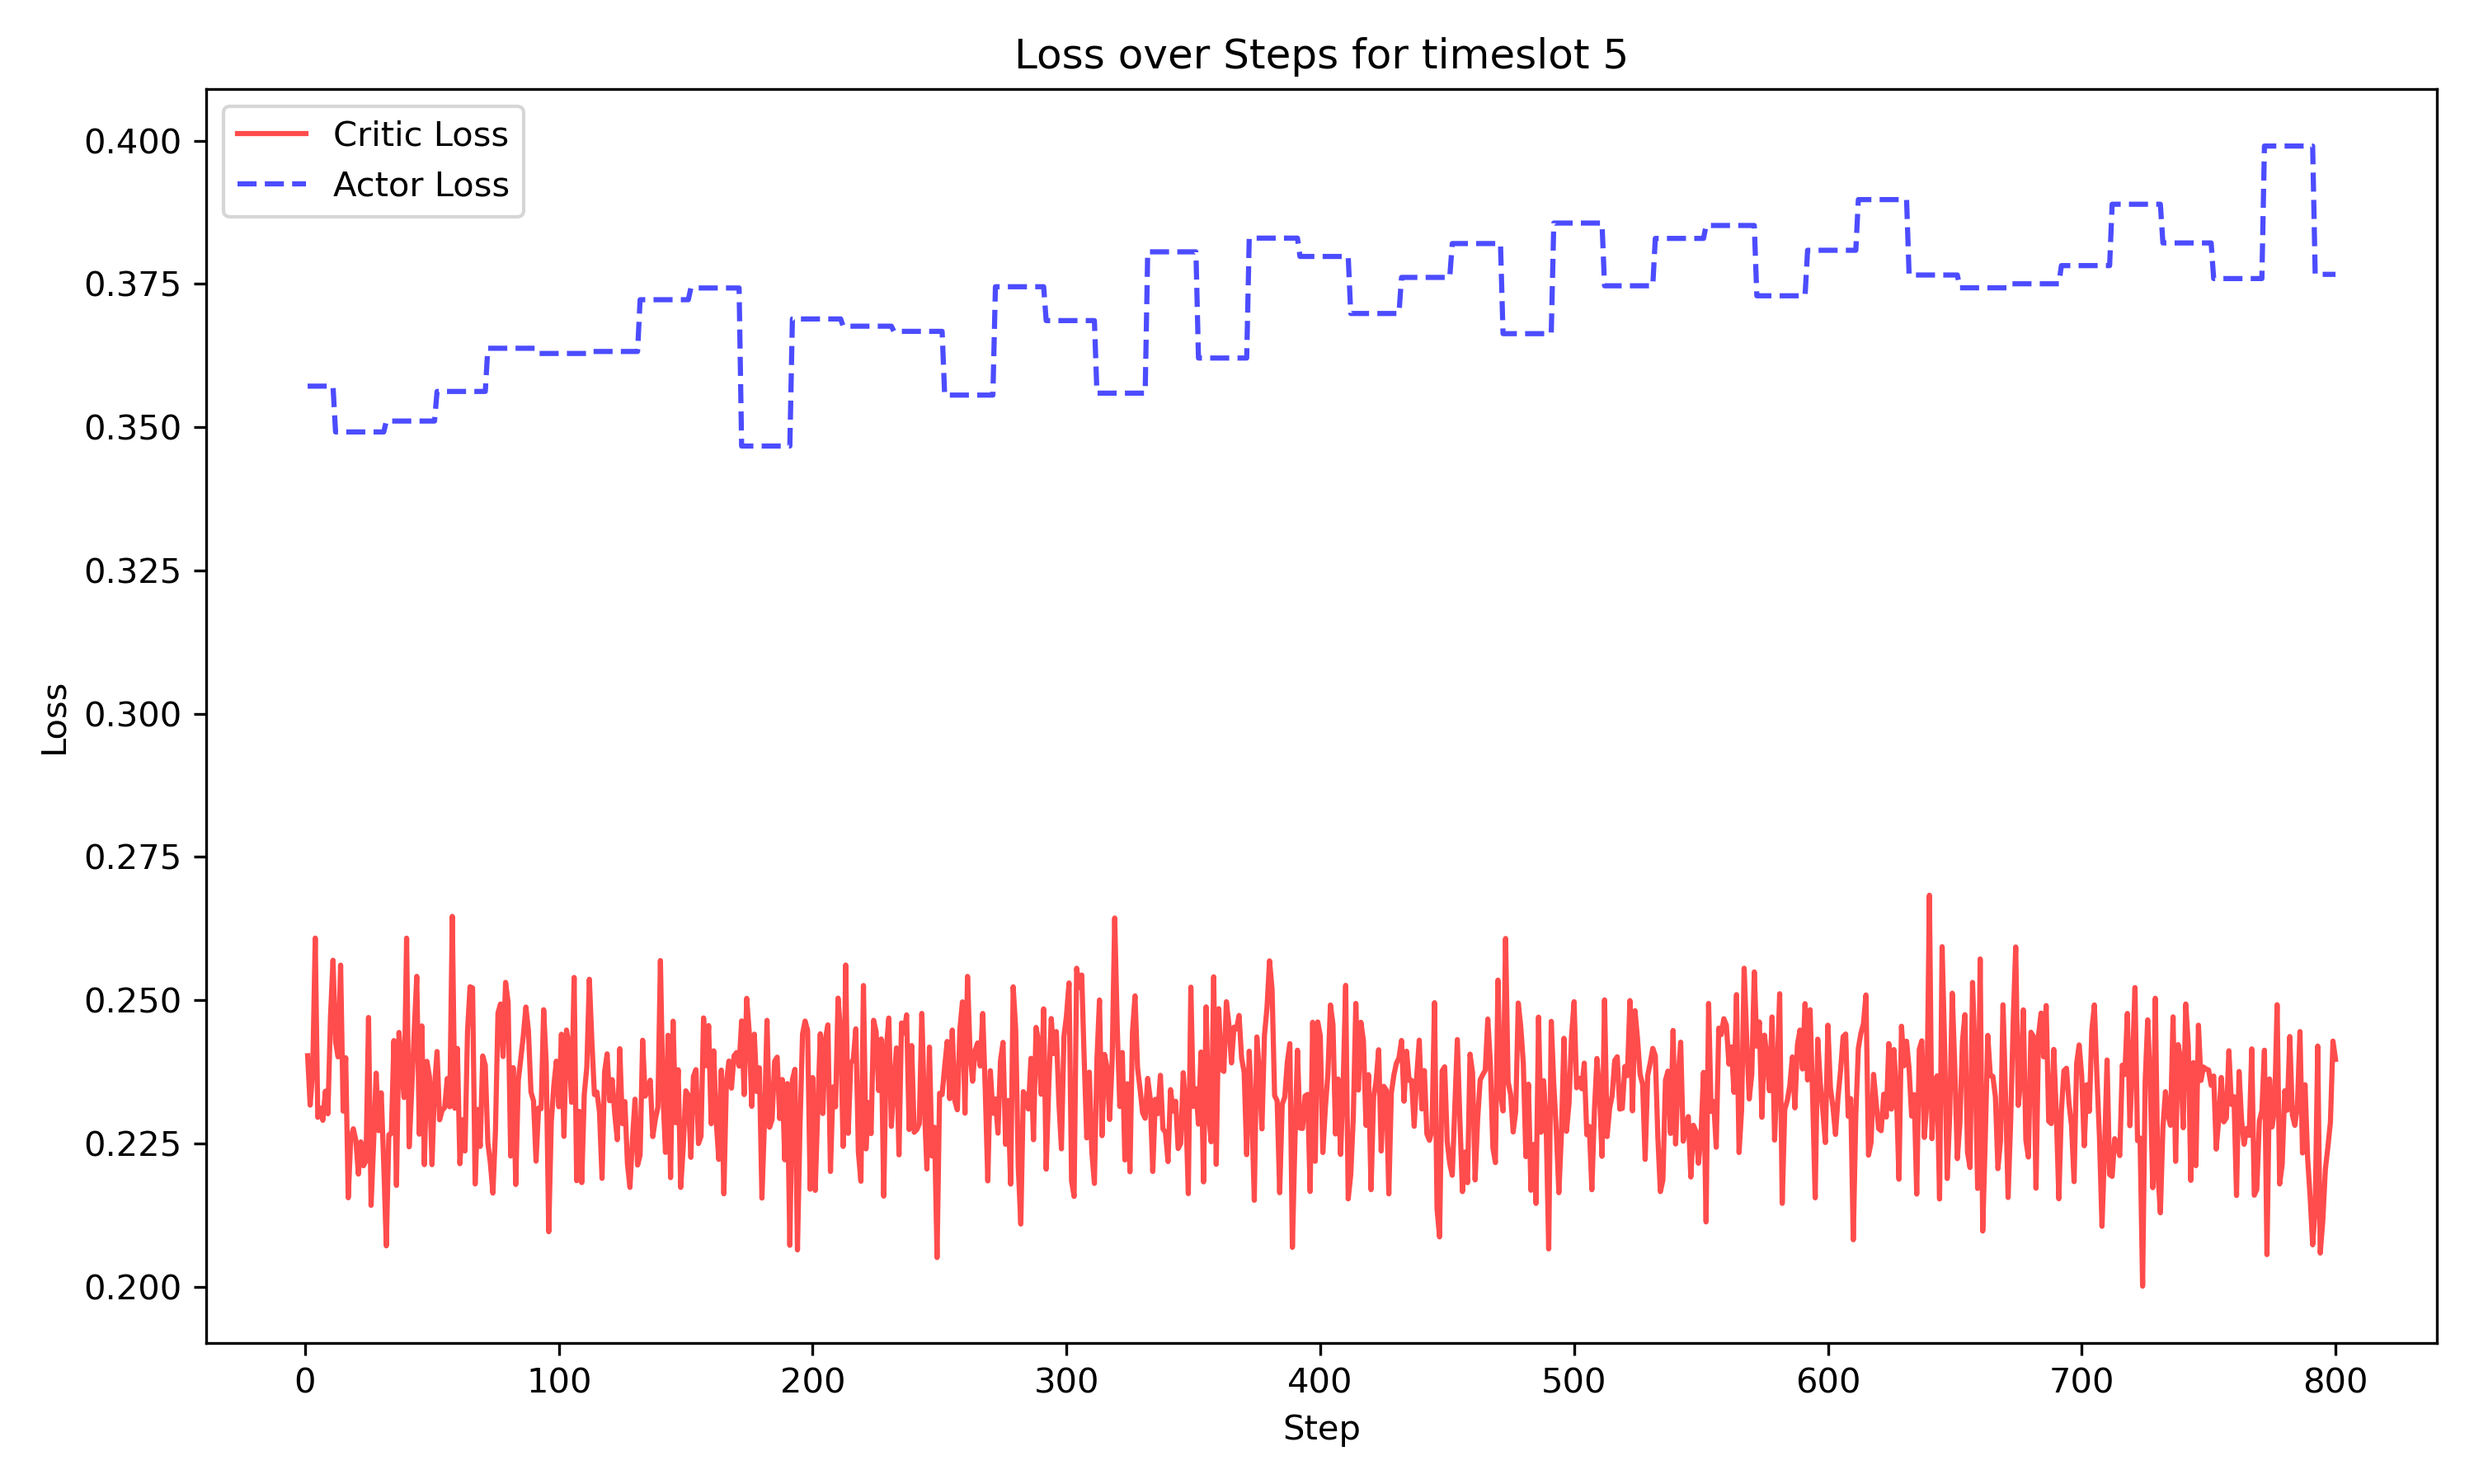 Loss over Steps for timeslot 5
Critic Loss
Actor Loss
0.400
0.375
0.350
0.325
0.300
0.275
0.250
0.225
0.200
Loss
0 100 200 300 400 500 600 700 800
Step